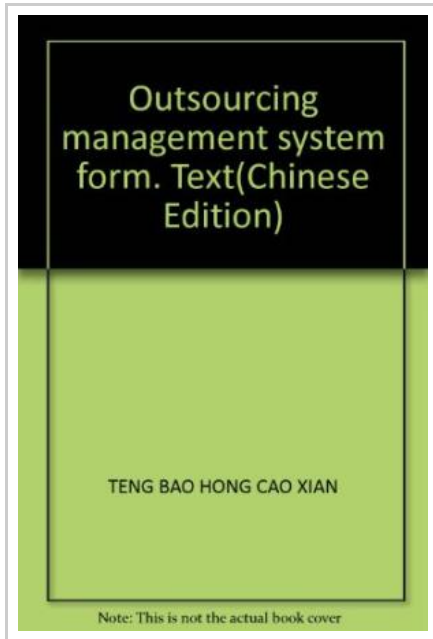 Outsourcing
management system
form. Text(Chinese
Edition)
TENG BAO HONG CAO XIAN
Note: This is not the actual book cover